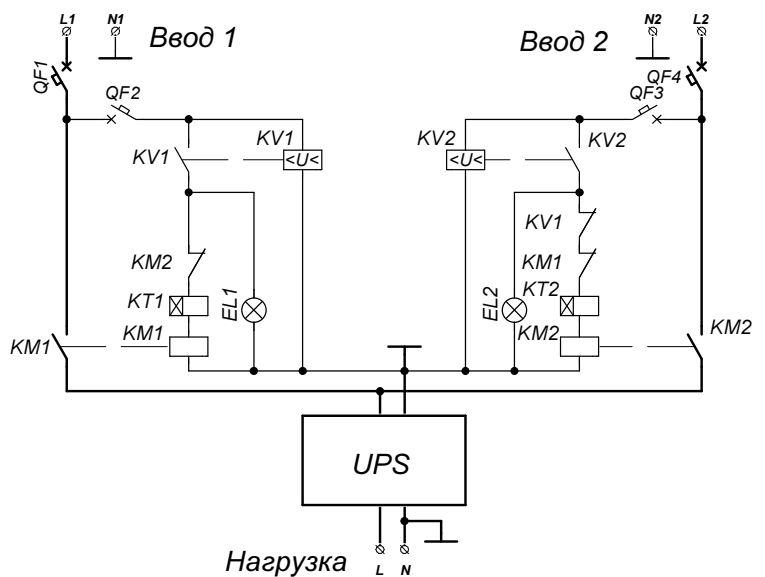 L1 N1 Ввод 1 Ввод 2 N2 L2
QF1 QF2 QF3 QF4
KV1 KV1 <U< KV2 <U< KV2
KV1
KM2 KM1
KT1 EL1 EL2 KT2
KM1 KM1 KM2 KM2
UPS
Нагрузка L N